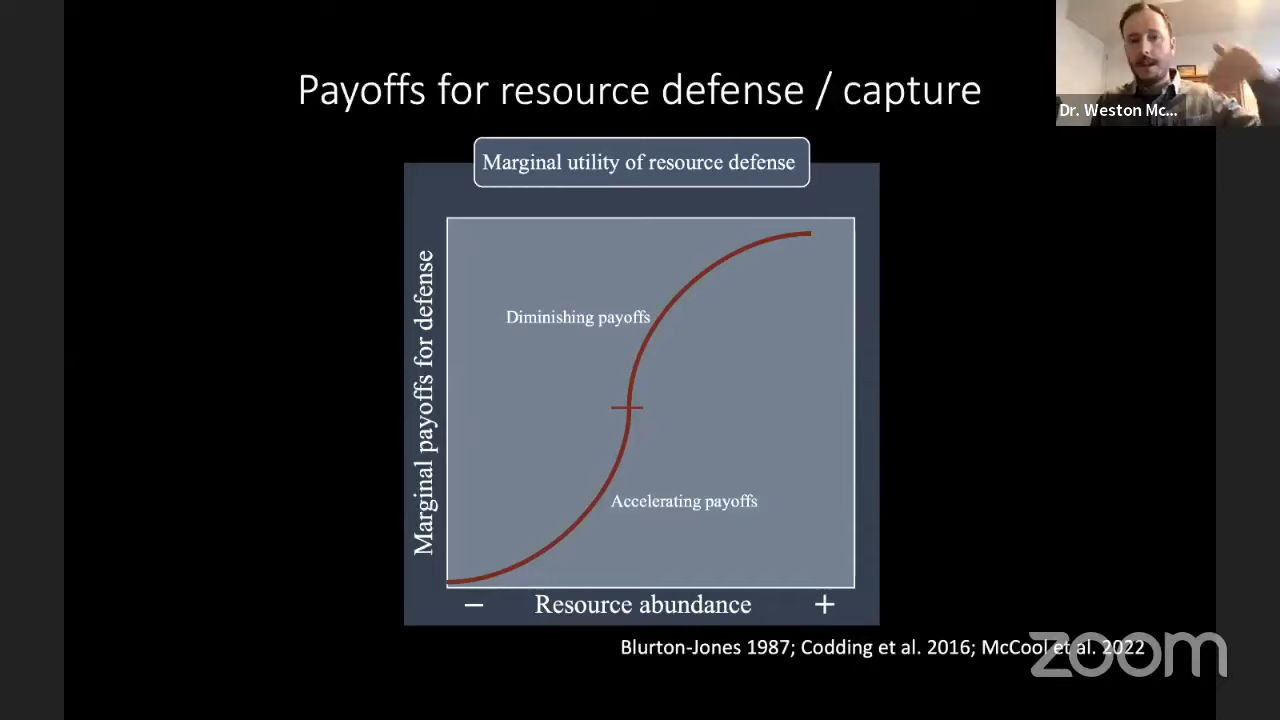 Payoffs for resource defense / capture
Dr. Weston Mc...
Marginal utility of resource defense
Marginal payoffs for defense
Diminishing payoffs
Accelerating payoffs
− Resource abundance +
Blurton-Jones 1987; Codding et al. 2016; McCool et al. 2022
zoom